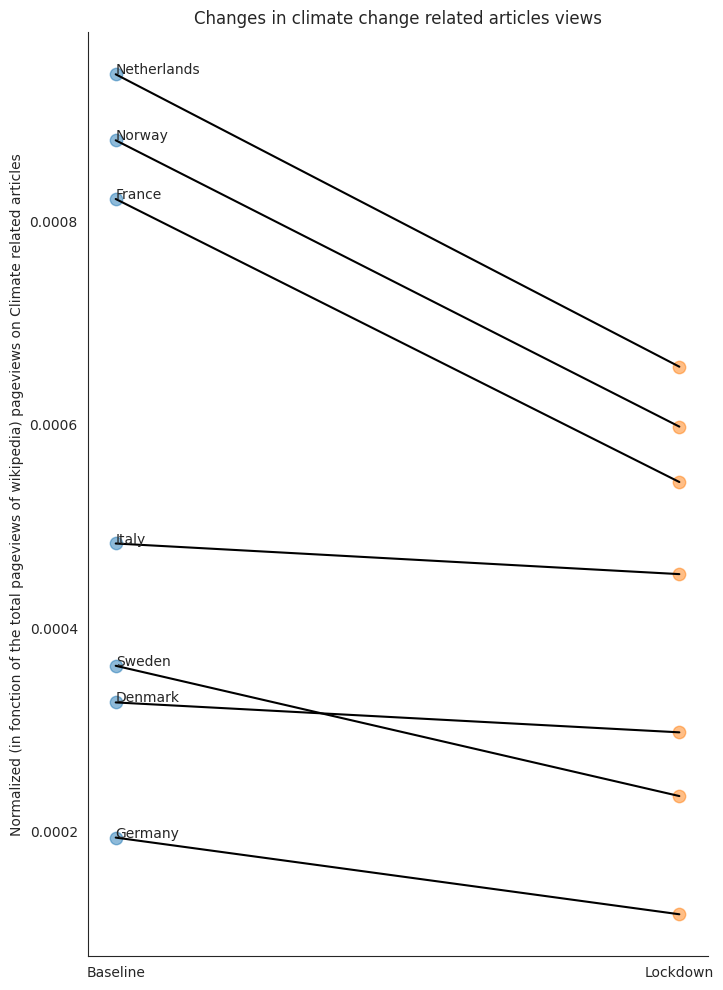 Changes in climate change related articles views
Normalized (in fonction of the total pageviews of wikipedia) pageviews on Climate related articles
0.0008
0.0006
0.0004
0.0002
Netherlands
Norway
France
Italy
Sweden
Denmark
Germany
Baseline
Lockdown